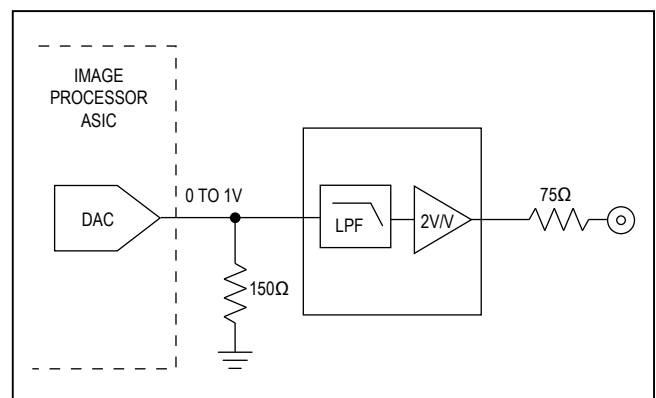 IMAGE
PROCESSOR
ASIC
DAC
0 TO 1V
150Ω
LPF
2V/V
75Ω